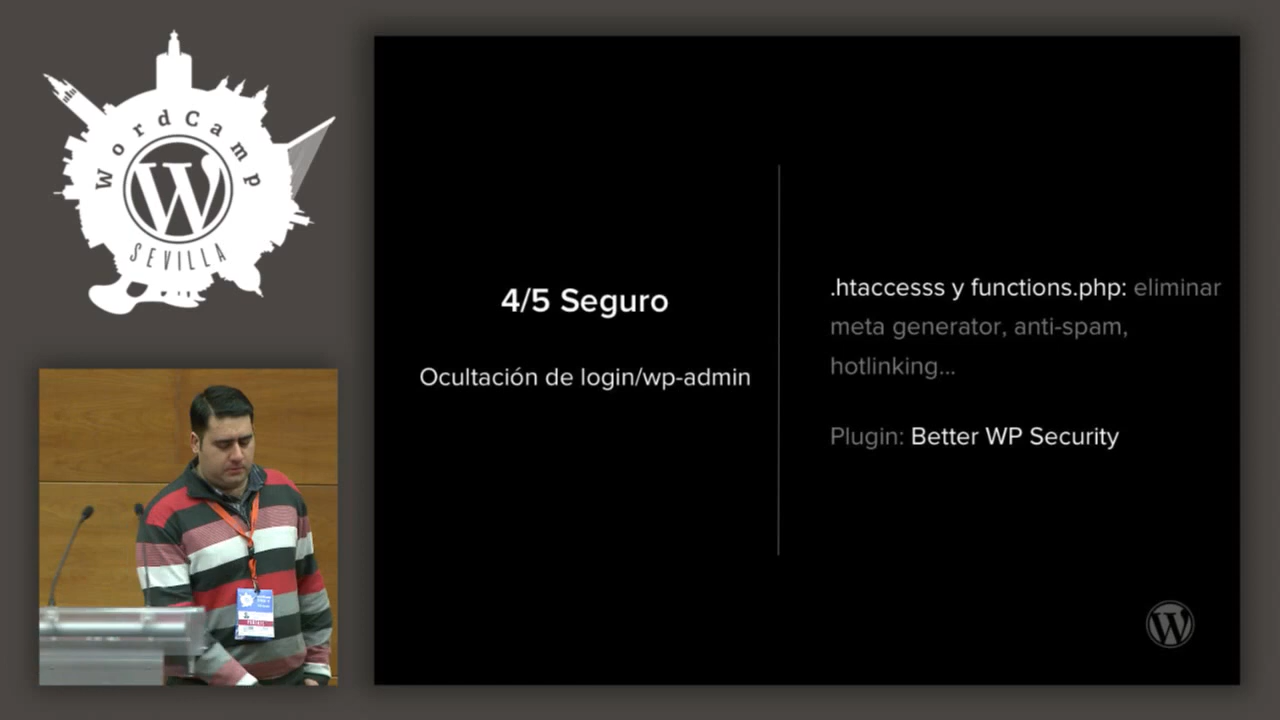 WordCamp
SEVILLA
4/5 Seguro
Ocultación de login/wp-admin
.htaccesss y functions.php: eliminar
meta generator, anti-spam,
hotlinking...
Plugin: Better WP Security